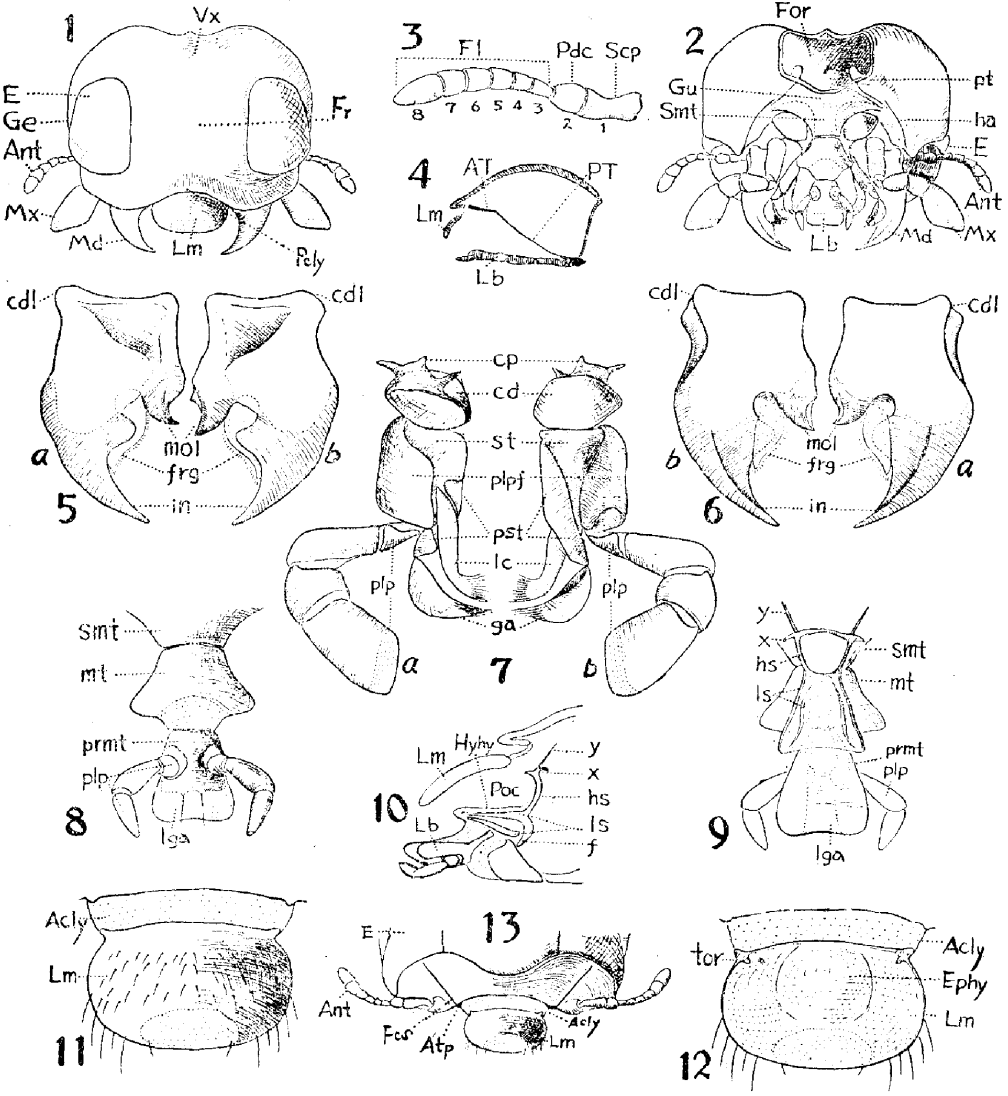 1
Vx
E
Ge
Ant
Mx
Md
Lm
Pcly
Fr
3
Fl
Pdc
Scp
8 7 6 5 4 3 2 1
4
AT
PT
Lm
Lb
2
For
Gu
Smt
pt
ha
E
Ant
Mx
Md
Lb
5
cdl
cdl
a
b
mol
frg
in
7
cp
cd
st
plpf
pst
lc
plp
plp
ga
a
b
6
cdl
cdl
b
a
mol
frg
in
8
Smt
mt
prmt
plp
lga
10
Hyhy
Lm
Poc
Lb
y
x
hs
ls
f
9
y
x
hs
ls
smt
mt
prmt
plp
lga
11
Acly
Lm
13
E
Ant
Fcs
Atp
Acly
Lm
12
tor
Acly
Ephy
Lm